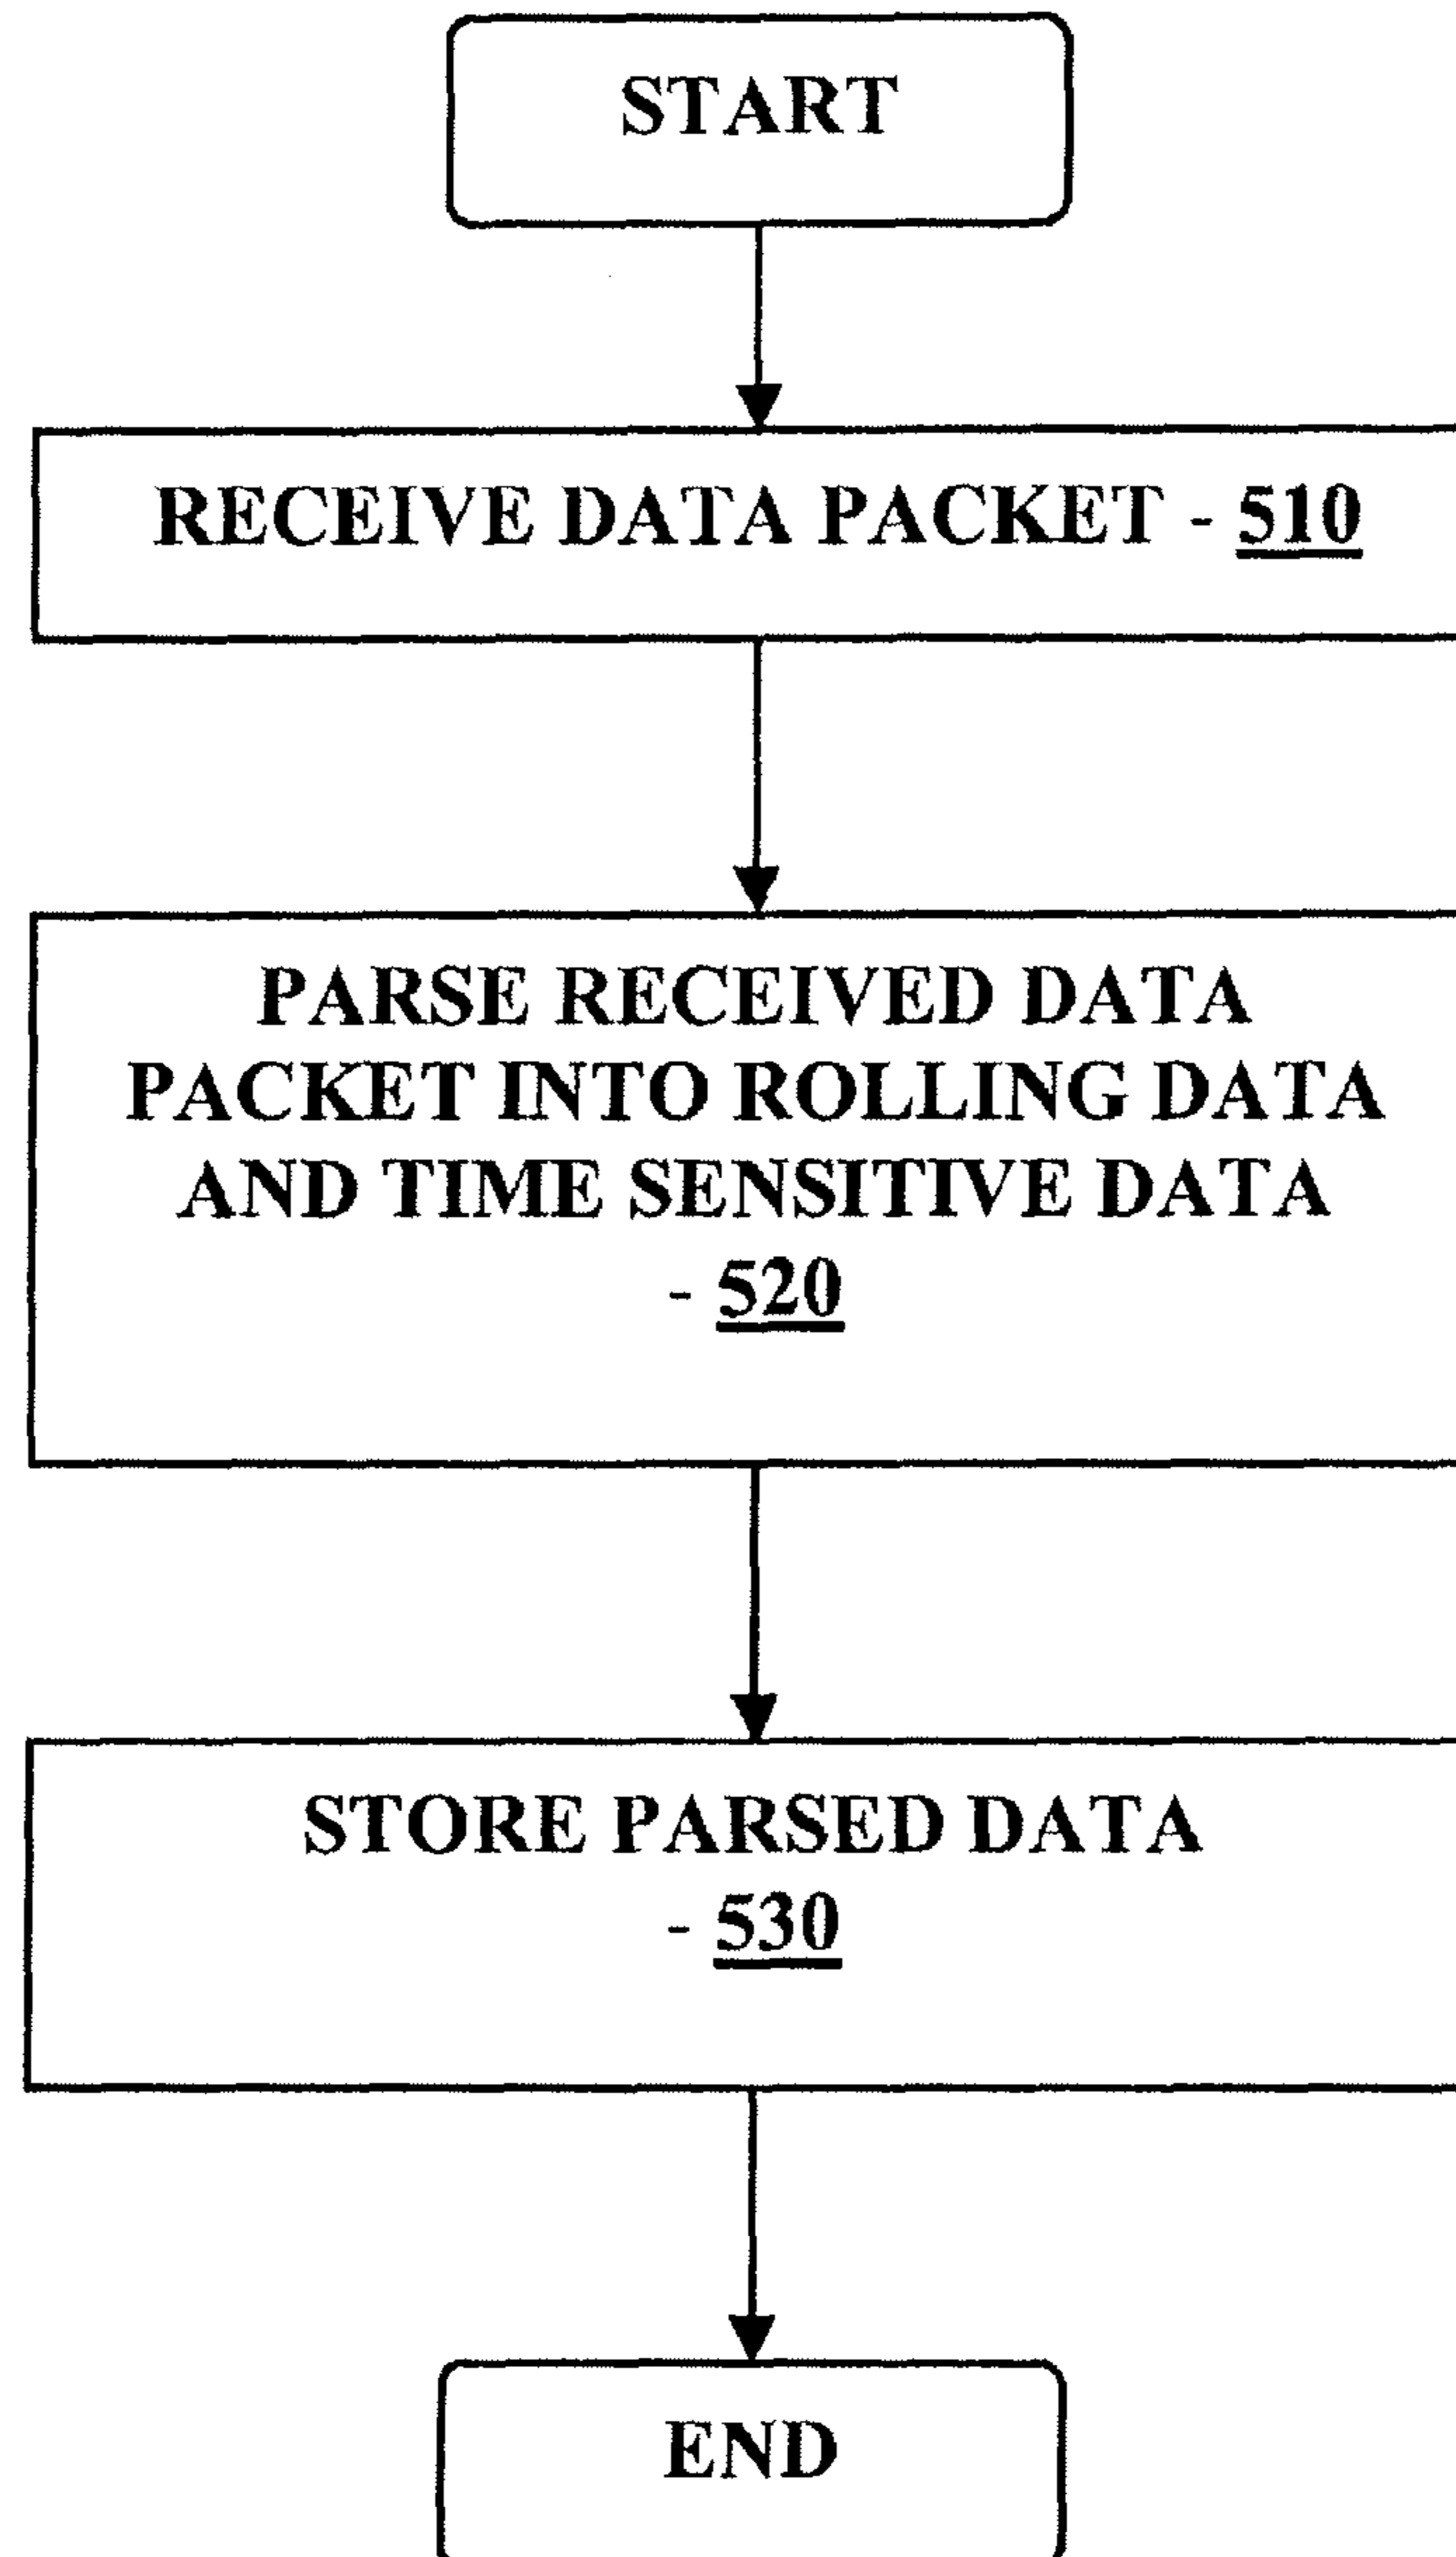 START
RECEIVE DATA PACKET - 510
PARSE RECEIVED DATA
PACKET INTO ROLLING DATA
AND TIME SENSITIVE DATA
- 520
STORE PARSED DATA
- 530
END